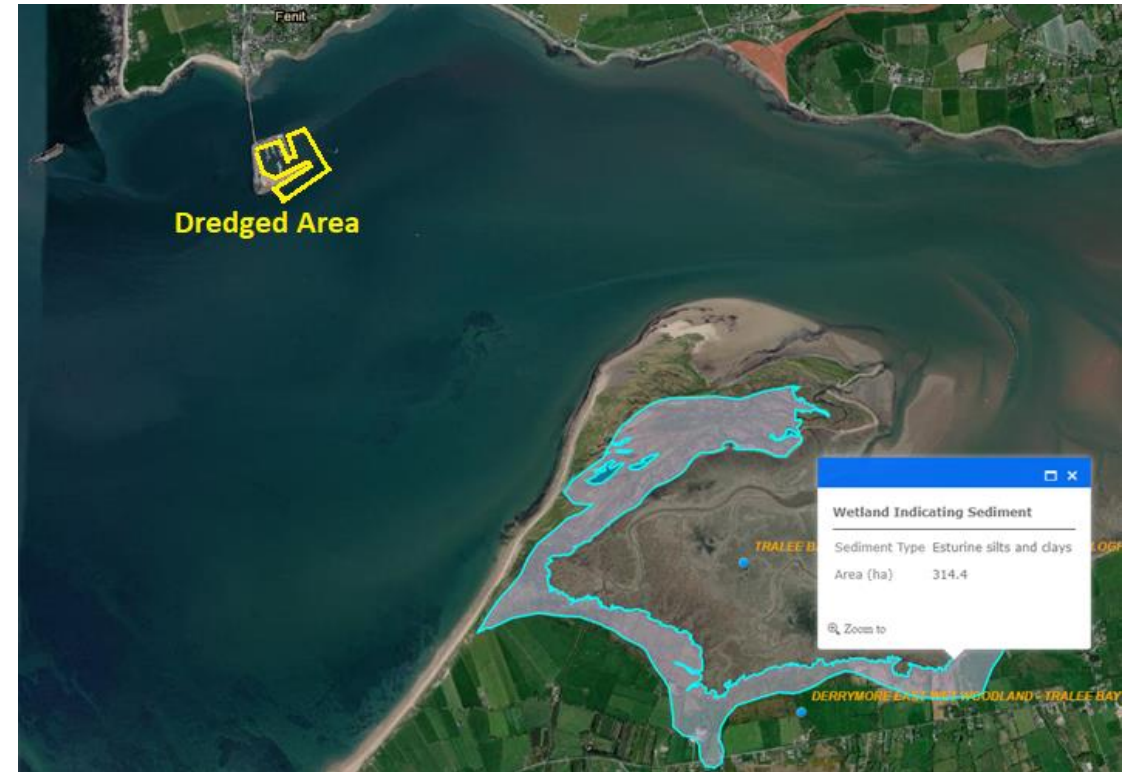 Fenit
Dredged Area
Wetland Indicating Sediment
Sediment Type Esturine silts and clays
Area (ha) 314.4
Zoom to
TRALEE B
LOGH
DERRYMORE EAST WET WOODLAND - TRALEE BAY